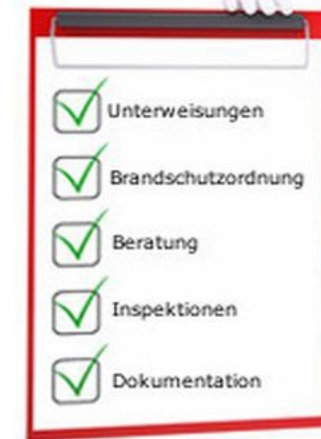 Unterweisungen
Brandschutzordnung
Beratung
Inspektionen
Dokumentation